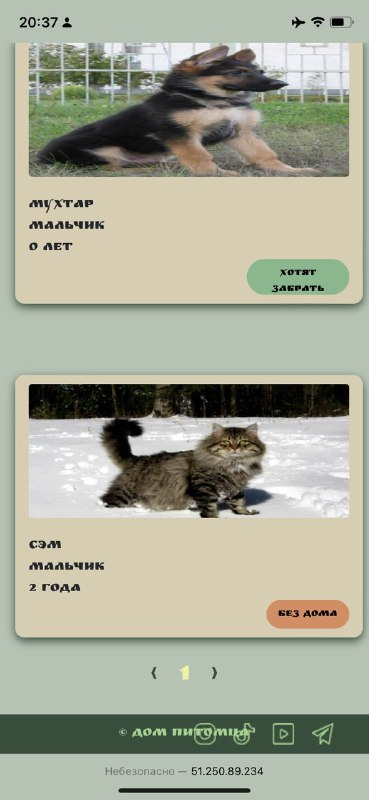 20:37
Мухтар
мальчик
0 лет
хотят
забрать
Сэм
мальчик
2 года
без дома
⟨ 1 ⟩
© Дом питомца
Небезопасно — 51.250.89.234